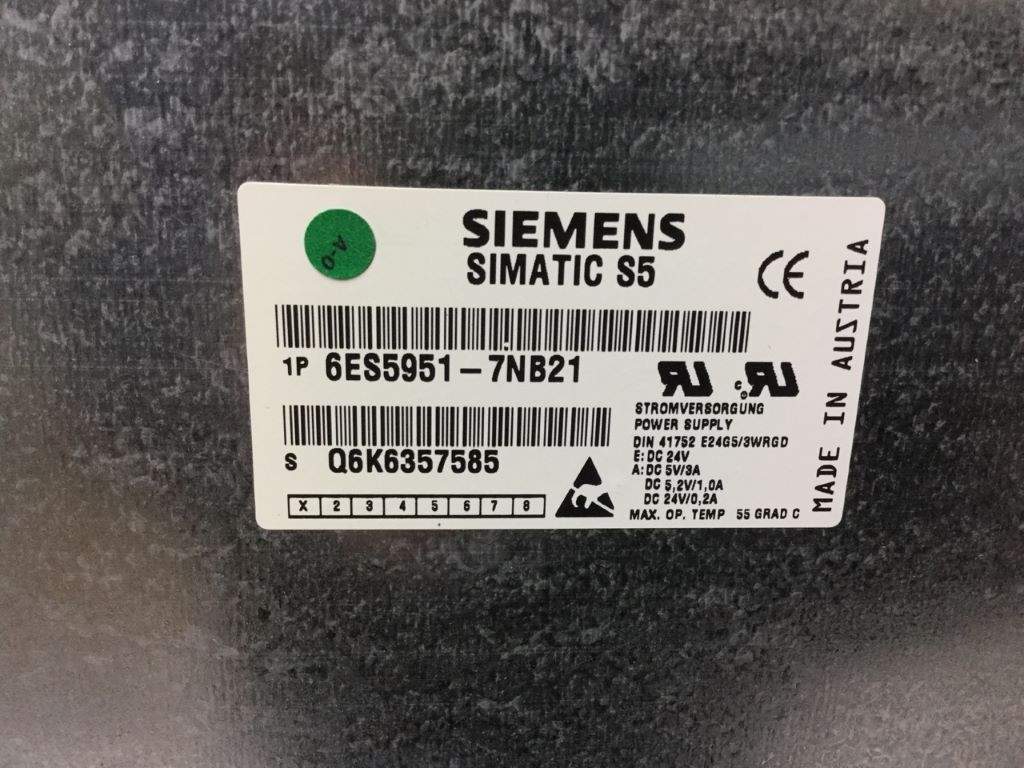 A-0
SIEMENS
SIMATIC S5
CE
1P 6ES5951-7NB21
S Q6K6357585
X 2 3 4 5 6 7 8
STROMVERSORGUNG
POWER SUPPLY
DIN 41752 E24G5/3WRGD
E: DC 24V
A: DC 5V/3A
DC 5,2V/1,0A
DC 24V/0,2A
MAX. OP. TEMP 55 GRAD C
MADE IN AUSTRIA